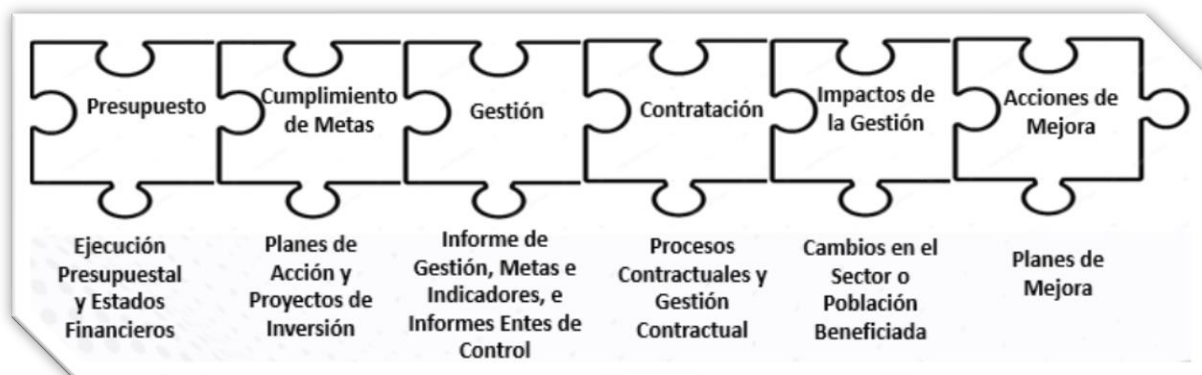 Presupuesto
Cumplimiento
de Metas
Gestión
Contratación
Impactos de
la Gestión
Acciones de
Mejora
Ejecución
Presupuestal
y Estados
Financieros
Planes de
Acción y
Proyectos de
Inversión
Informe de
Gestión, Metas e
Indicadores, e
Informes Entes de
Control
Procesos
Contractuales y
Gestión
Contractual
Cambios en el
Sector o
Población
Beneficiada
Planes de
Mejora